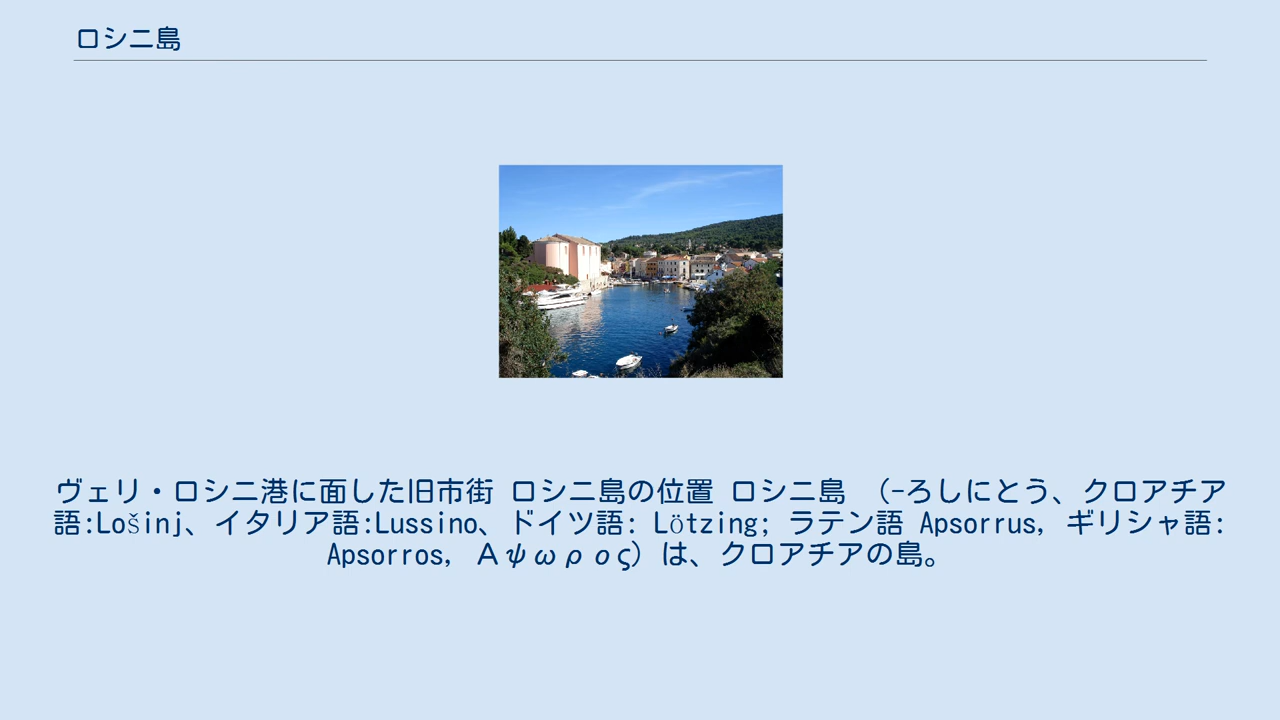 ロシニ島
ヴェリ・ロシニ港に面した旧市街 ロシニ島の位置 ロシニ島 （-ろしにとう、クロアチア
語:Lošinj、イタリア語:Lussino、ドイツ語: Lötzing; ラテン語 Apsorrus, ギリシャ語:
Apsorros, Αψωρος）は、クロアチアの島。